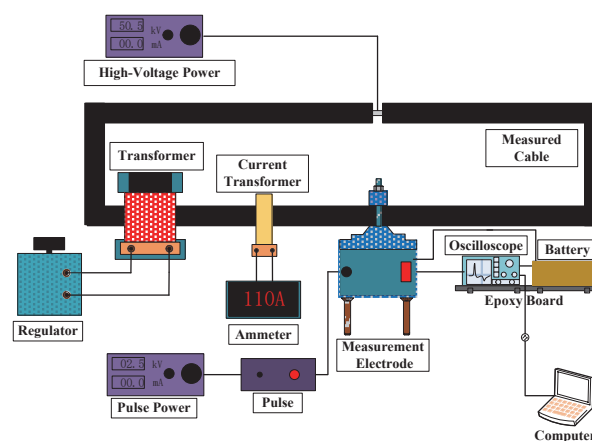 50.5 kV
00.0 mA
High-Voltage Power
Measured
Cable
Transformer
Current
Transformer
Oscilloscope
Battery
Epoxy Board
110A
Regulator
Ammeter
Measurement
Electrode
02.5 kV
00.0 mA
Pulse Power
Pulse
Computer